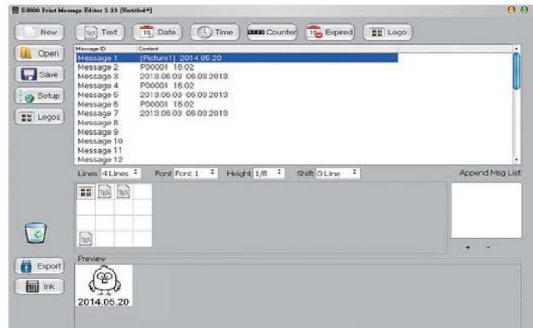 DJ800 Print Message Editor 2.23 [Untitled*]
New Text Date Time Counter Expired Logo
Open
Save
Setup
Logos
Message ID Content
Message 1 [Picture1] 2014.05.20
Message 2 P00001 16:02
Message 3 2013.06.03 06.03.2013
Message 4 P00001 16:02
Message 5 2013.06.03 06.03.2013
Message 6 P00001 16:02
Message 7 2013.06.03 06.03.2013
Message 8
Message 9
Message 10
Message 11
Message 12
Lines 4 Lines Font Font 1 Height 1/8 Shift 0 Line Append Msg List
+ -
Export
Ink
Preview
2014.05.20